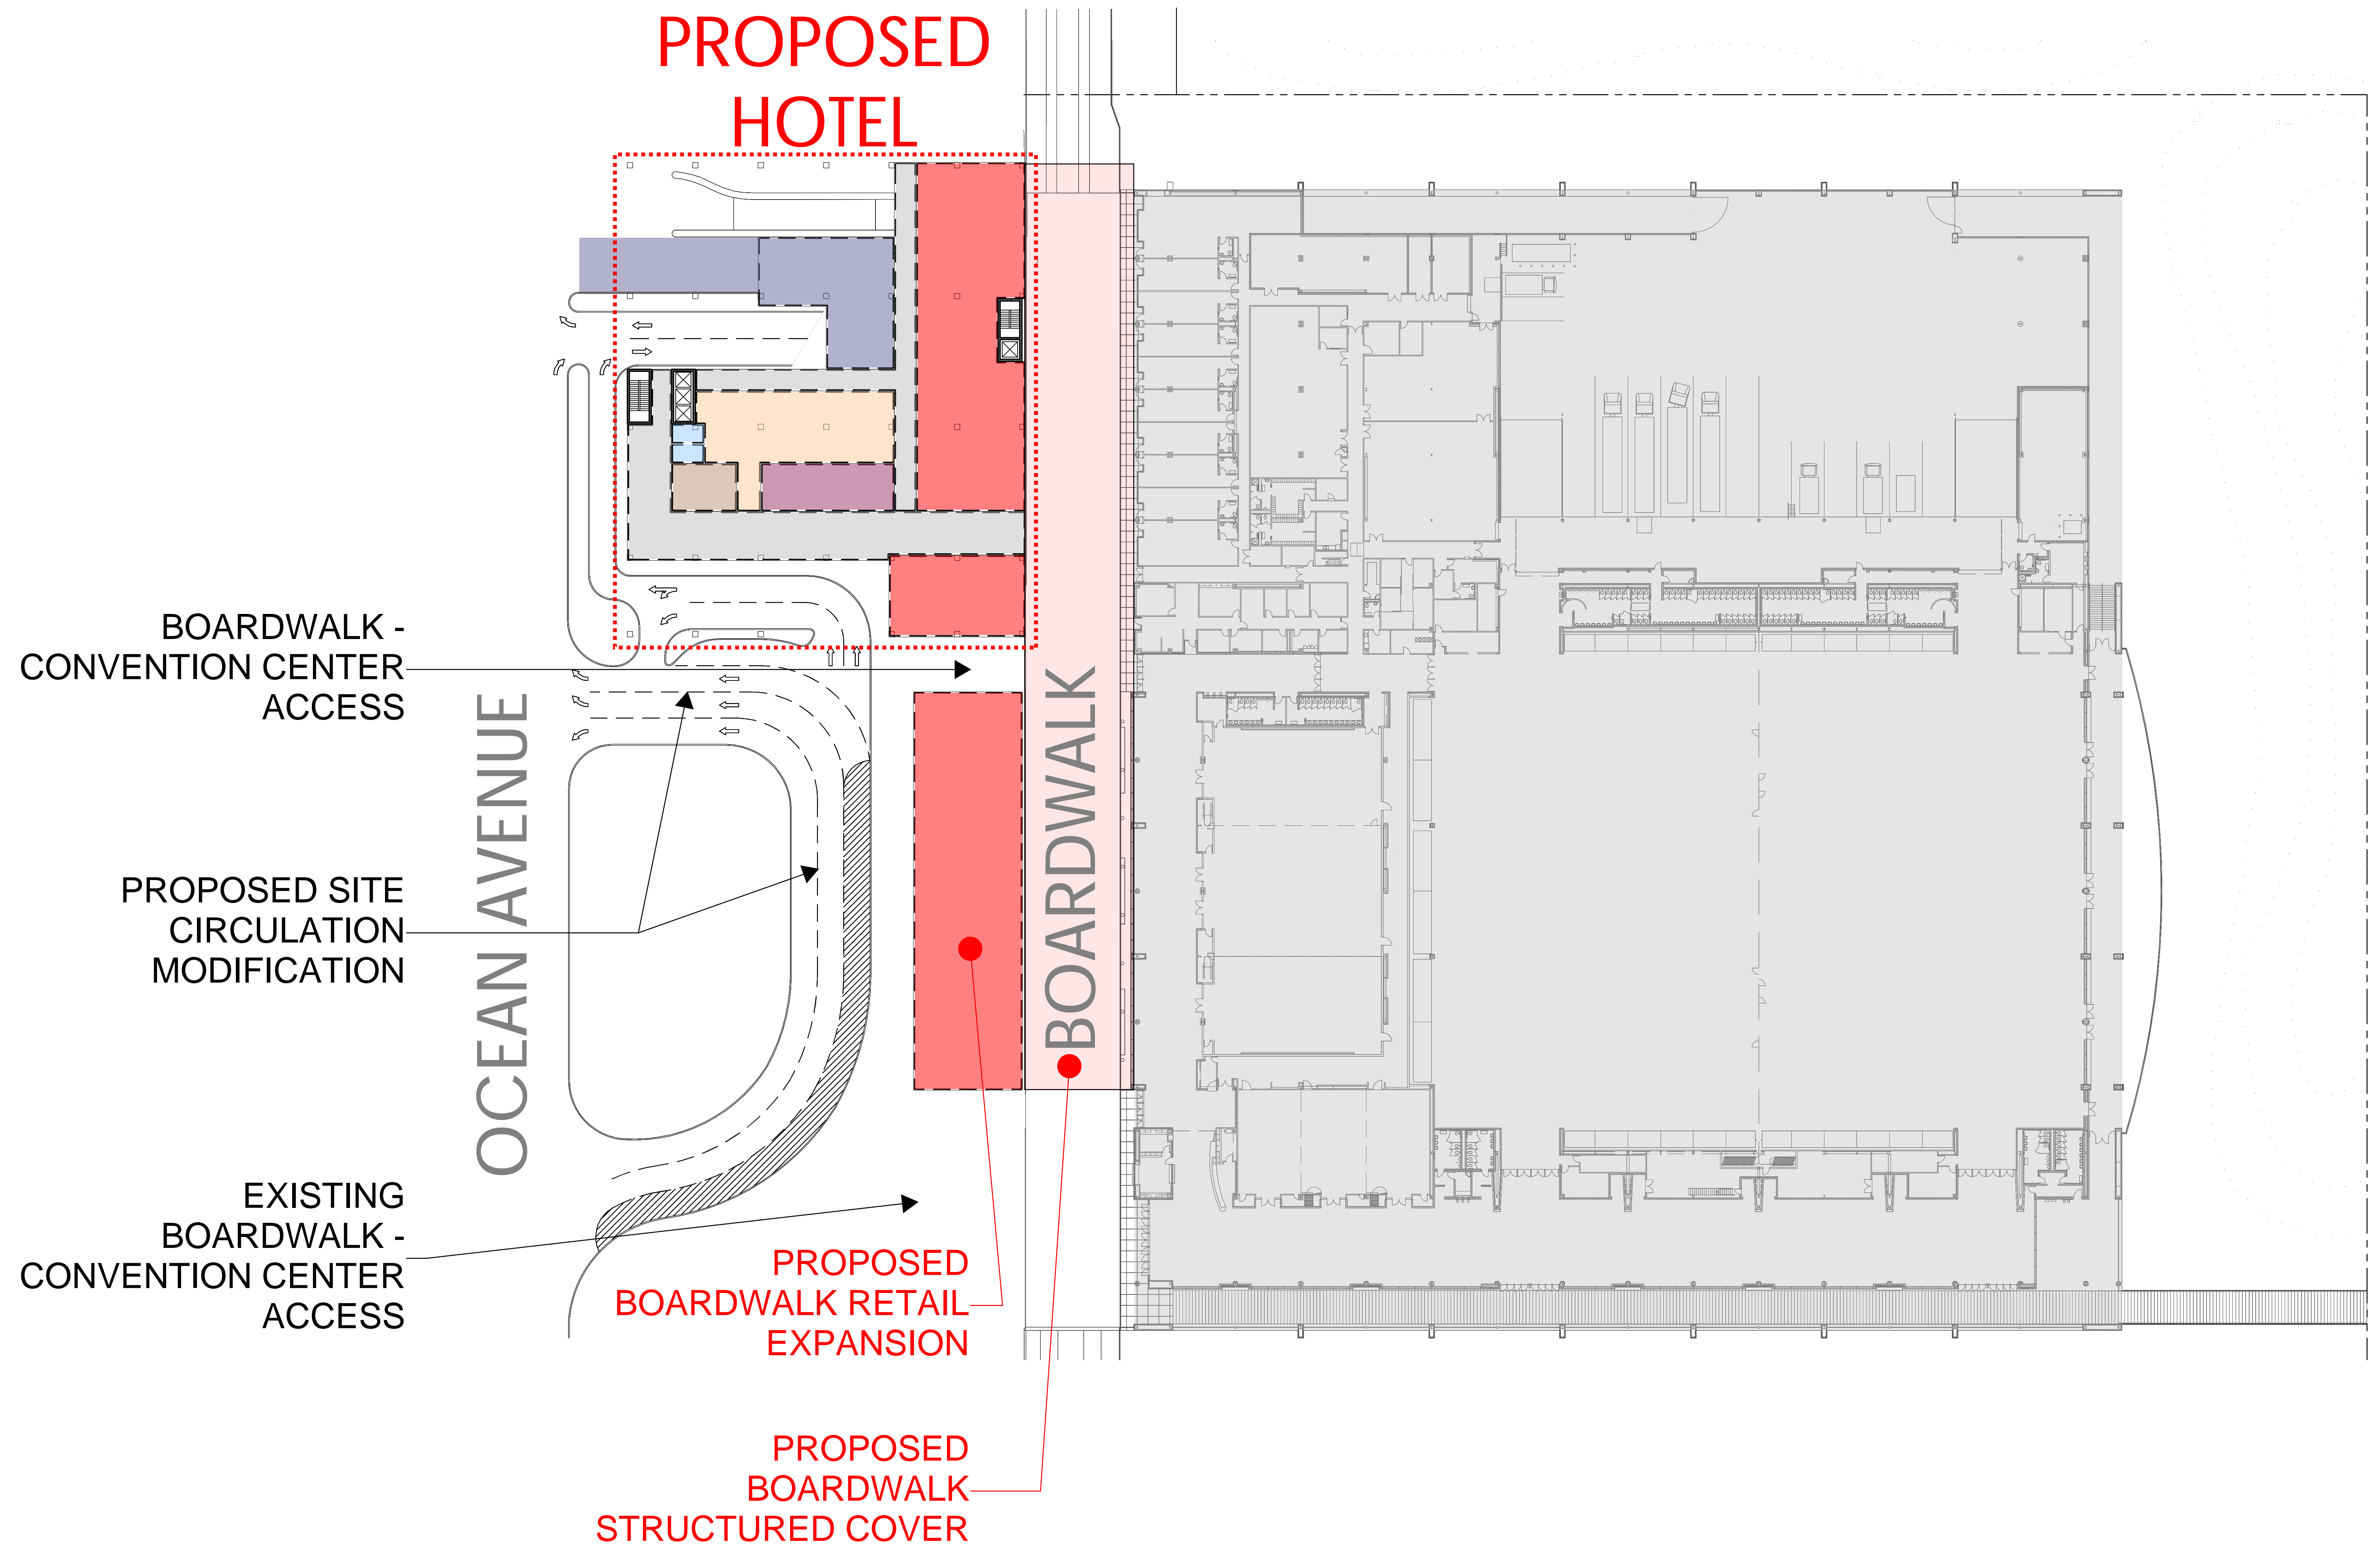 PROPOSED
HOTEL
BOARDWALK -
CONVENTION CENTER
ACCESS
OCEAN AVENUE
BOARDWALK
PROPOSED SITE
CIRCULATION
MODIFICATION
EXISTING
BOARDWALK -
CONVENTION CENTER
ACCESS
PROPOSED
BOARDWALK RETAIL
EXPANSION
PROPOSED
BOARDWALK
STRUCTURED COVER